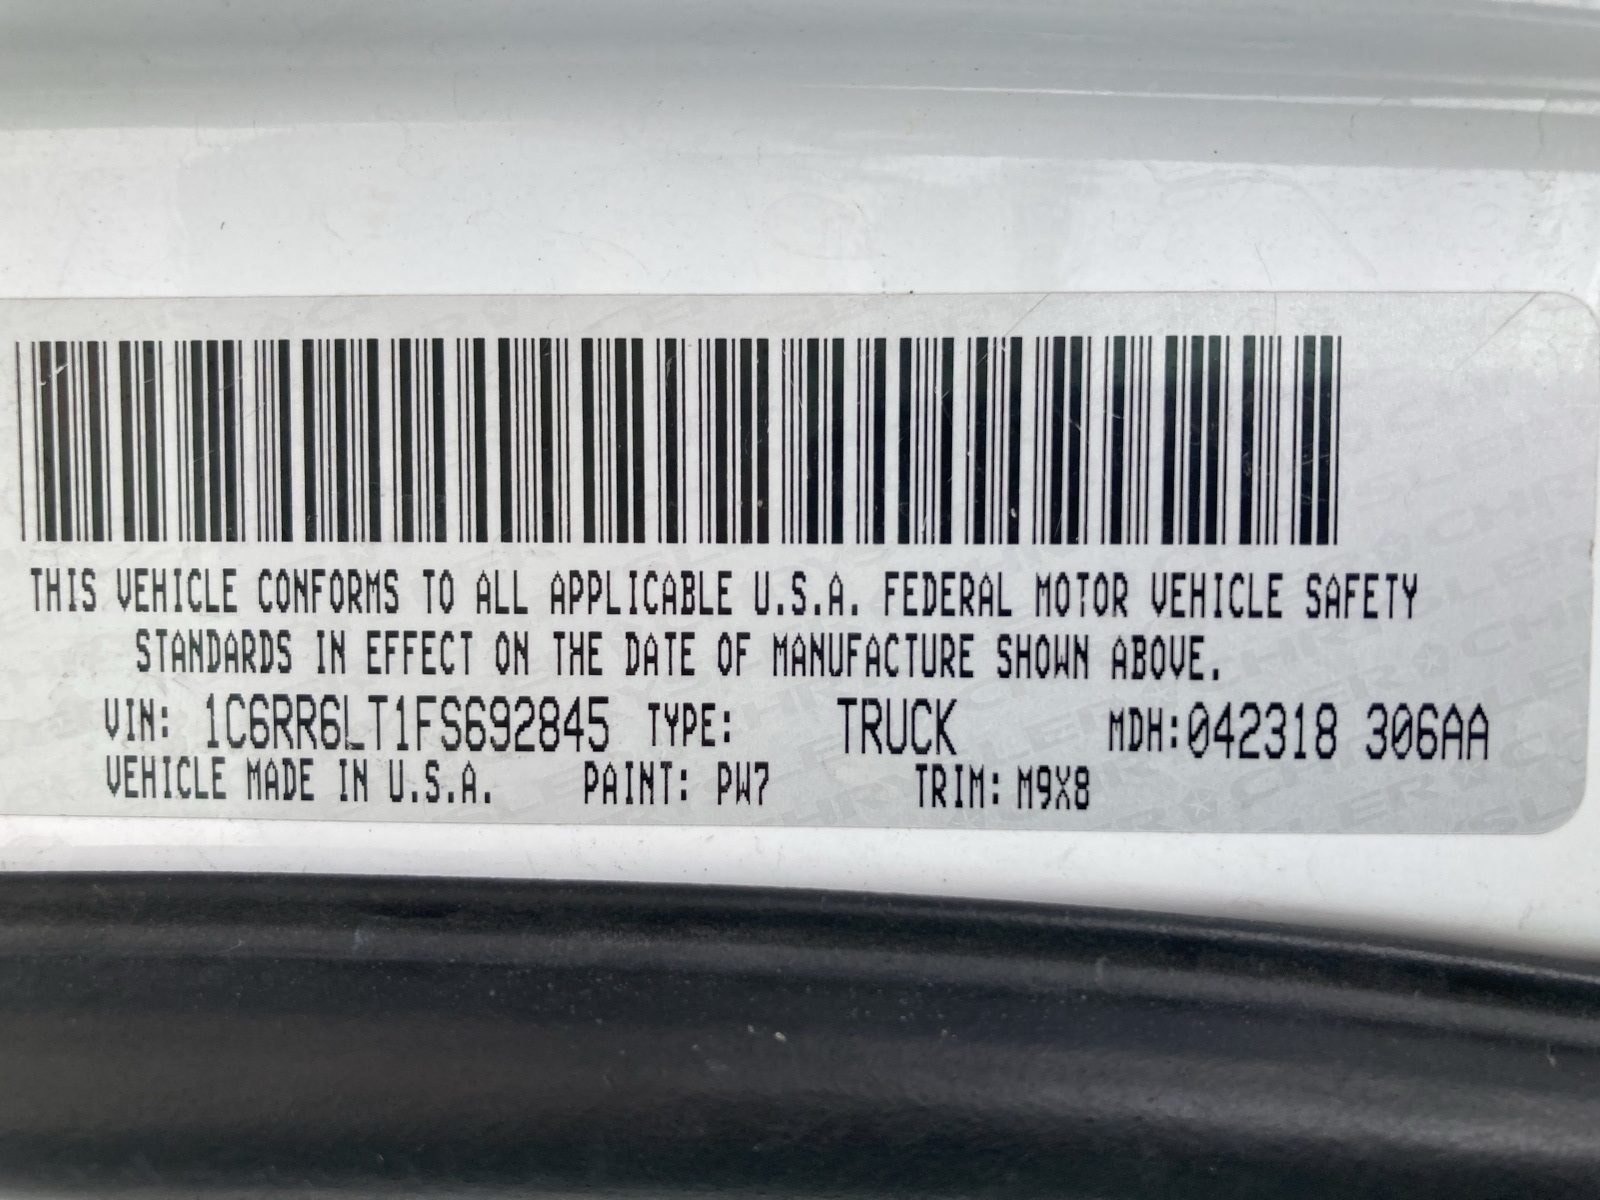 THIS VEHICLE CONFORMS TO ALL APPLICABLE U.S.A. FEDERAL MOTOR VEHICLE SAFETY
STANDARDS IN EFFECT ON THE DATE OF MANUFACTURE SHOWN ABOVE.
VIN: 1C6RR6LT1FS692845 TYPE: TRUCK MDH:042318 306AA
VEHICLE MADE IN U.S.A. PAINT: PW7 TRIM: M9X8